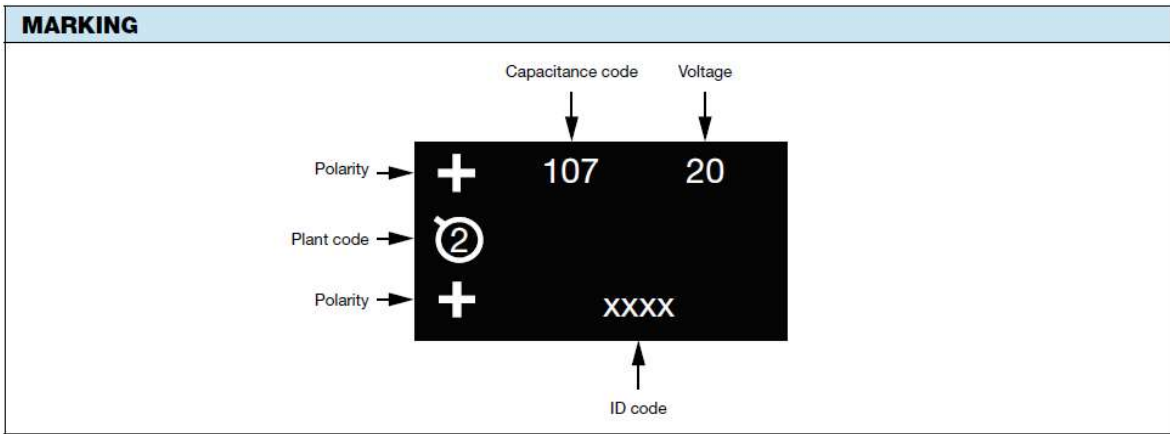 MARKING
Capacitance code Voltage
Polarity + 107 20
Plant code 2
Polarity + xxxx
ID code